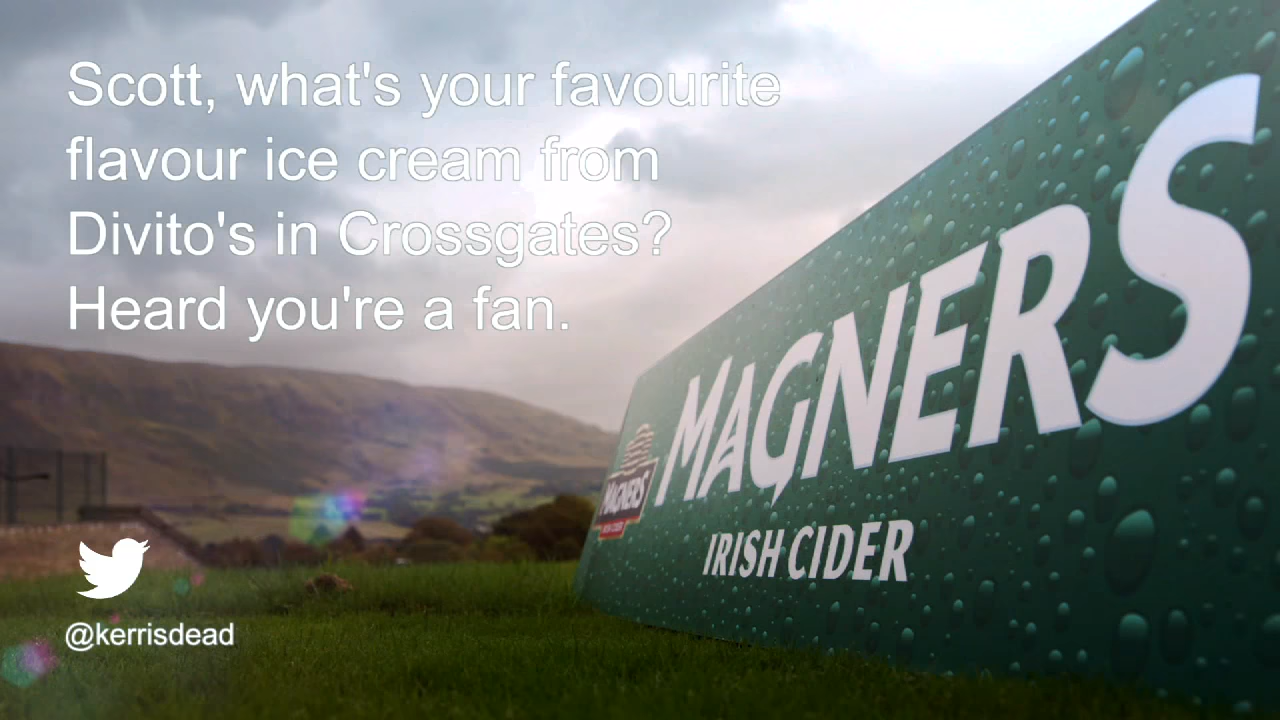 Scott, what's your favourite
flavour ice cream from
Divito's in Crossgates?
Heard you're a fan.
MAGNERS
MAGNERS
IRISH CIDER
@kerrisdead